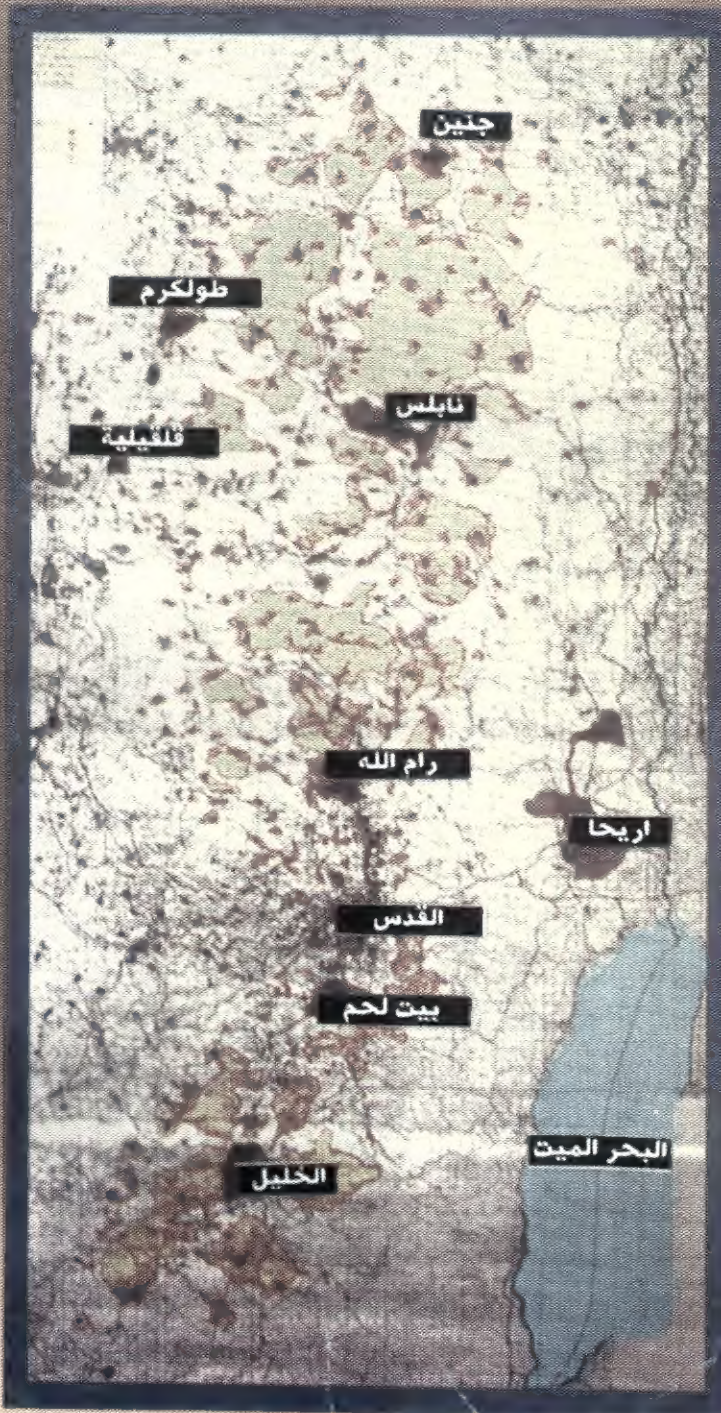 جنين
طولكرم
نابلس
قلقيلية
رام الله
اريحا
القدس
بيت لحم
البحر الميت
الخليل